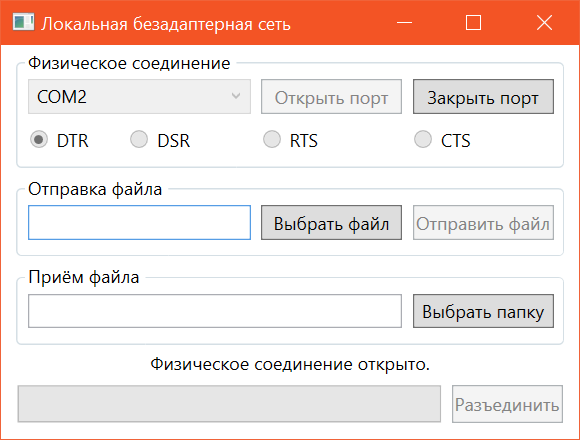 Локальная безадаптерная сеть
Физическое соединение
COM2 Открыть порт Закрыть порт
DTR DSR RTS CTS
Отправка файла
Выбрать файл Отправить файл
Приём файла
Выбрать папку
Физическое соединение открыто.
Разъединить